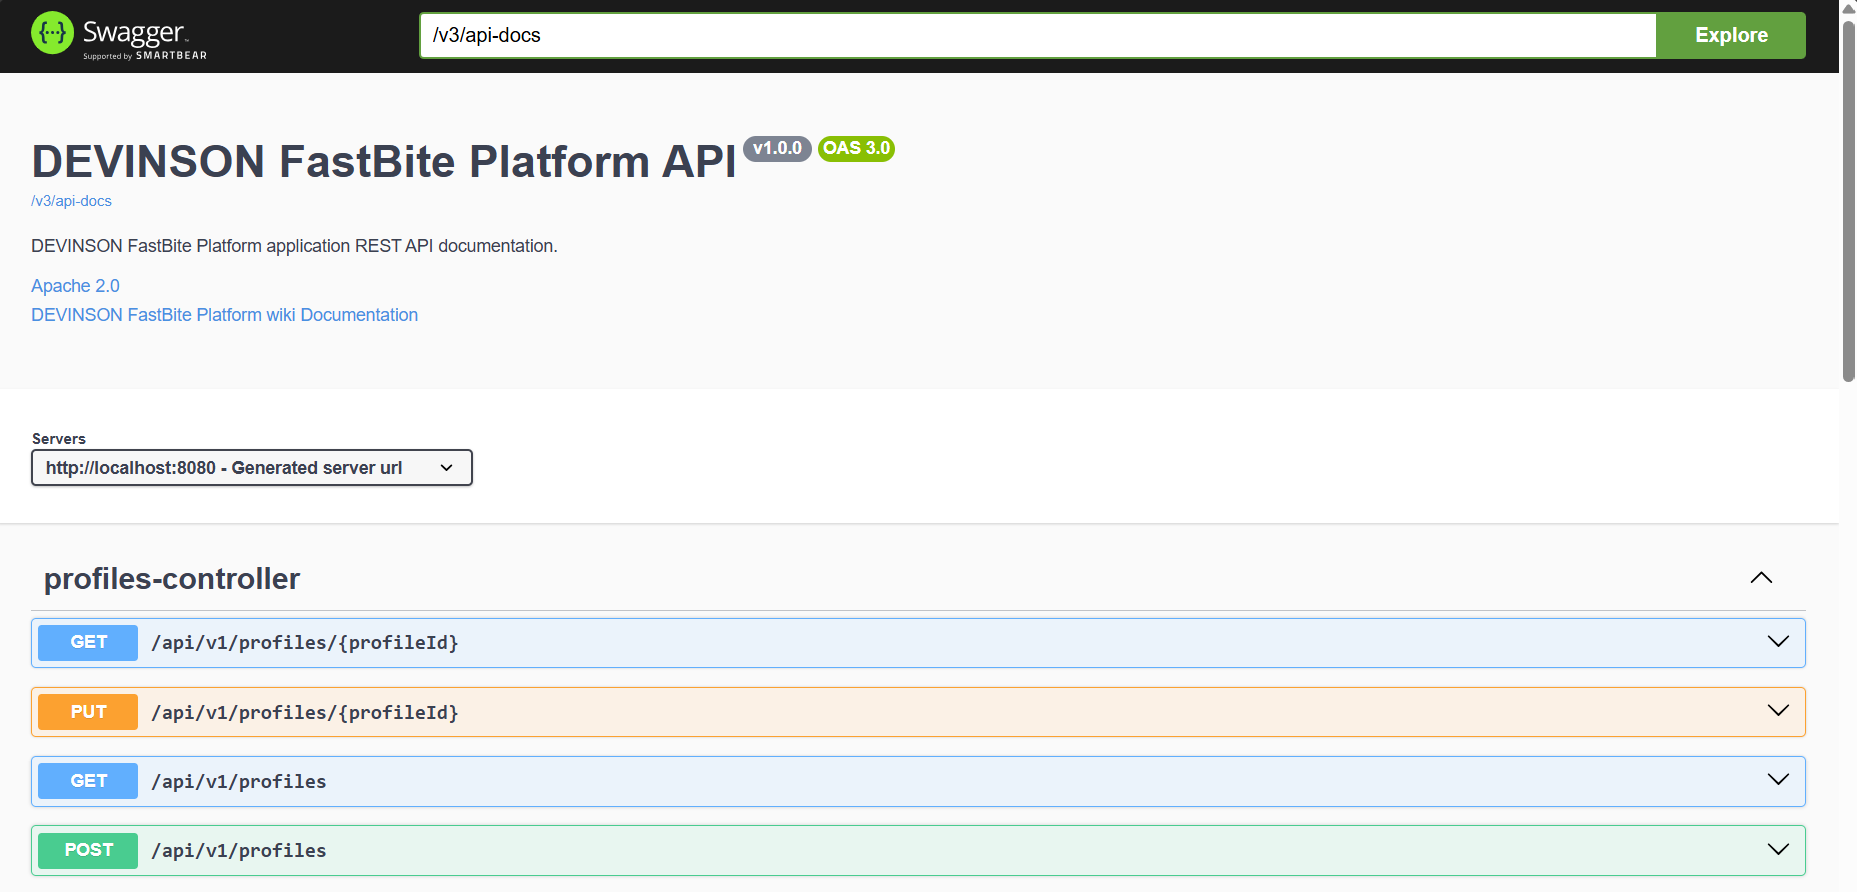 Swagger
Supported by SMARTBEAR
/v3/api-docs
Explore
DEVINSON FastBite Platform API v1.0.0 OAS 3.0
/v3/api-docs
DEVINSON FastBite Platform application REST API documentation.
Apache 2.0
DEVINSON FastBite Platform wiki Documentation
Servers
http://localhost:8080 - Generated server url
profiles-controller
GET /api/v1/profiles/{profileId}
PUT /api/v1/profiles/{profileId}
GET /api/v1/profiles
POST /api/v1/profiles